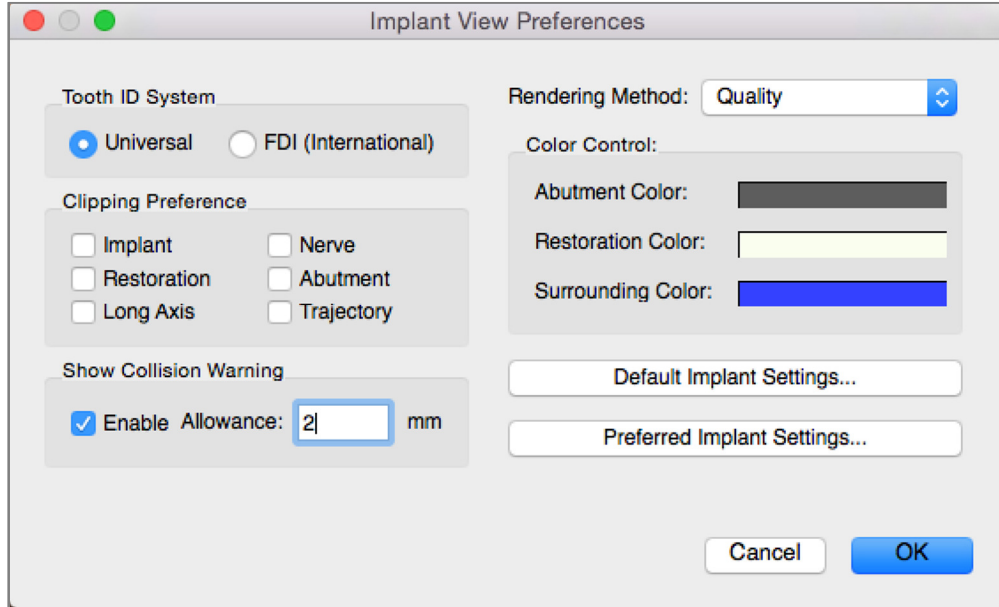 Implant View Preferences
Tooth ID System
Universal FDI (International)
Clipping Preference
Implant Nerve
Restoration Abutment
Long Axis Trajectory
Show Collision Warning
Enable Allowance: 2 mm
Rendering Method: Quality
Color Control:
Abutment Color:
Restoration Color:
Surrounding Color:
Default Implant Settings...
Preferred Implant Settings...
Cancel OK